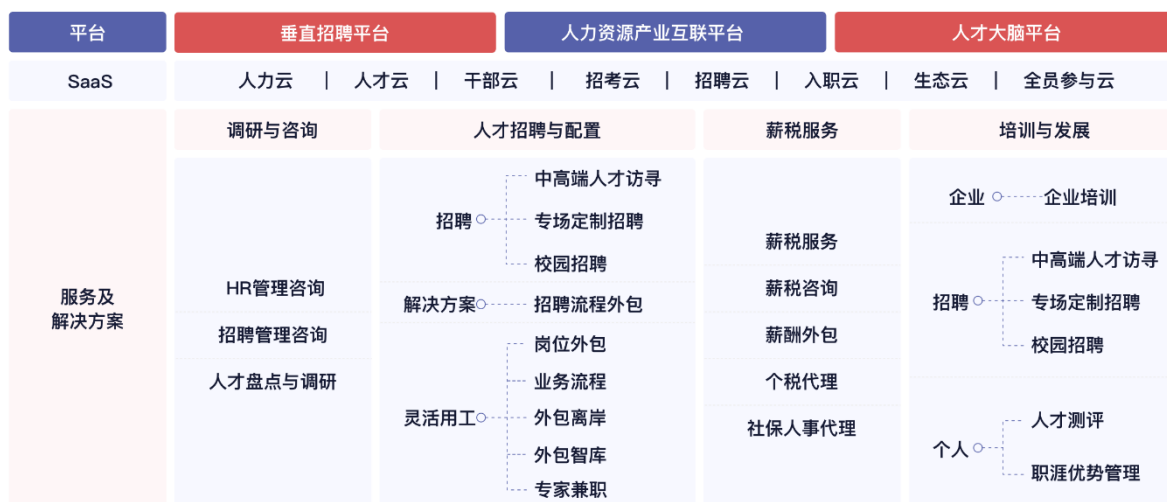 平台
垂直招聘平台
人力资源产业互联平台
人才大脑平台
SaaS
人力云 | 人才云 | 干部云 | 招考云 | 招聘云 | 入职云 | 生态云 | 全员参与云
服务及
解决方案
调研与咨询
HR管理咨询
招聘管理咨询
人才盘点与调研
人才招聘与配置
招聘
中高端人才访寻
专场定制招聘
校园招聘
解决方案
招聘流程外包
灵活用工
岗位外包
业务流程
外包离岸
外包智库
专家兼职
薪税服务
薪税服务
薪税咨询
薪酬外包
个税代理
社保人事代理
培训与发展
企业
企业培训
招聘
中高端人才访寻
专场定制招聘
校园招聘
个人
人才测评
职涯优势管理